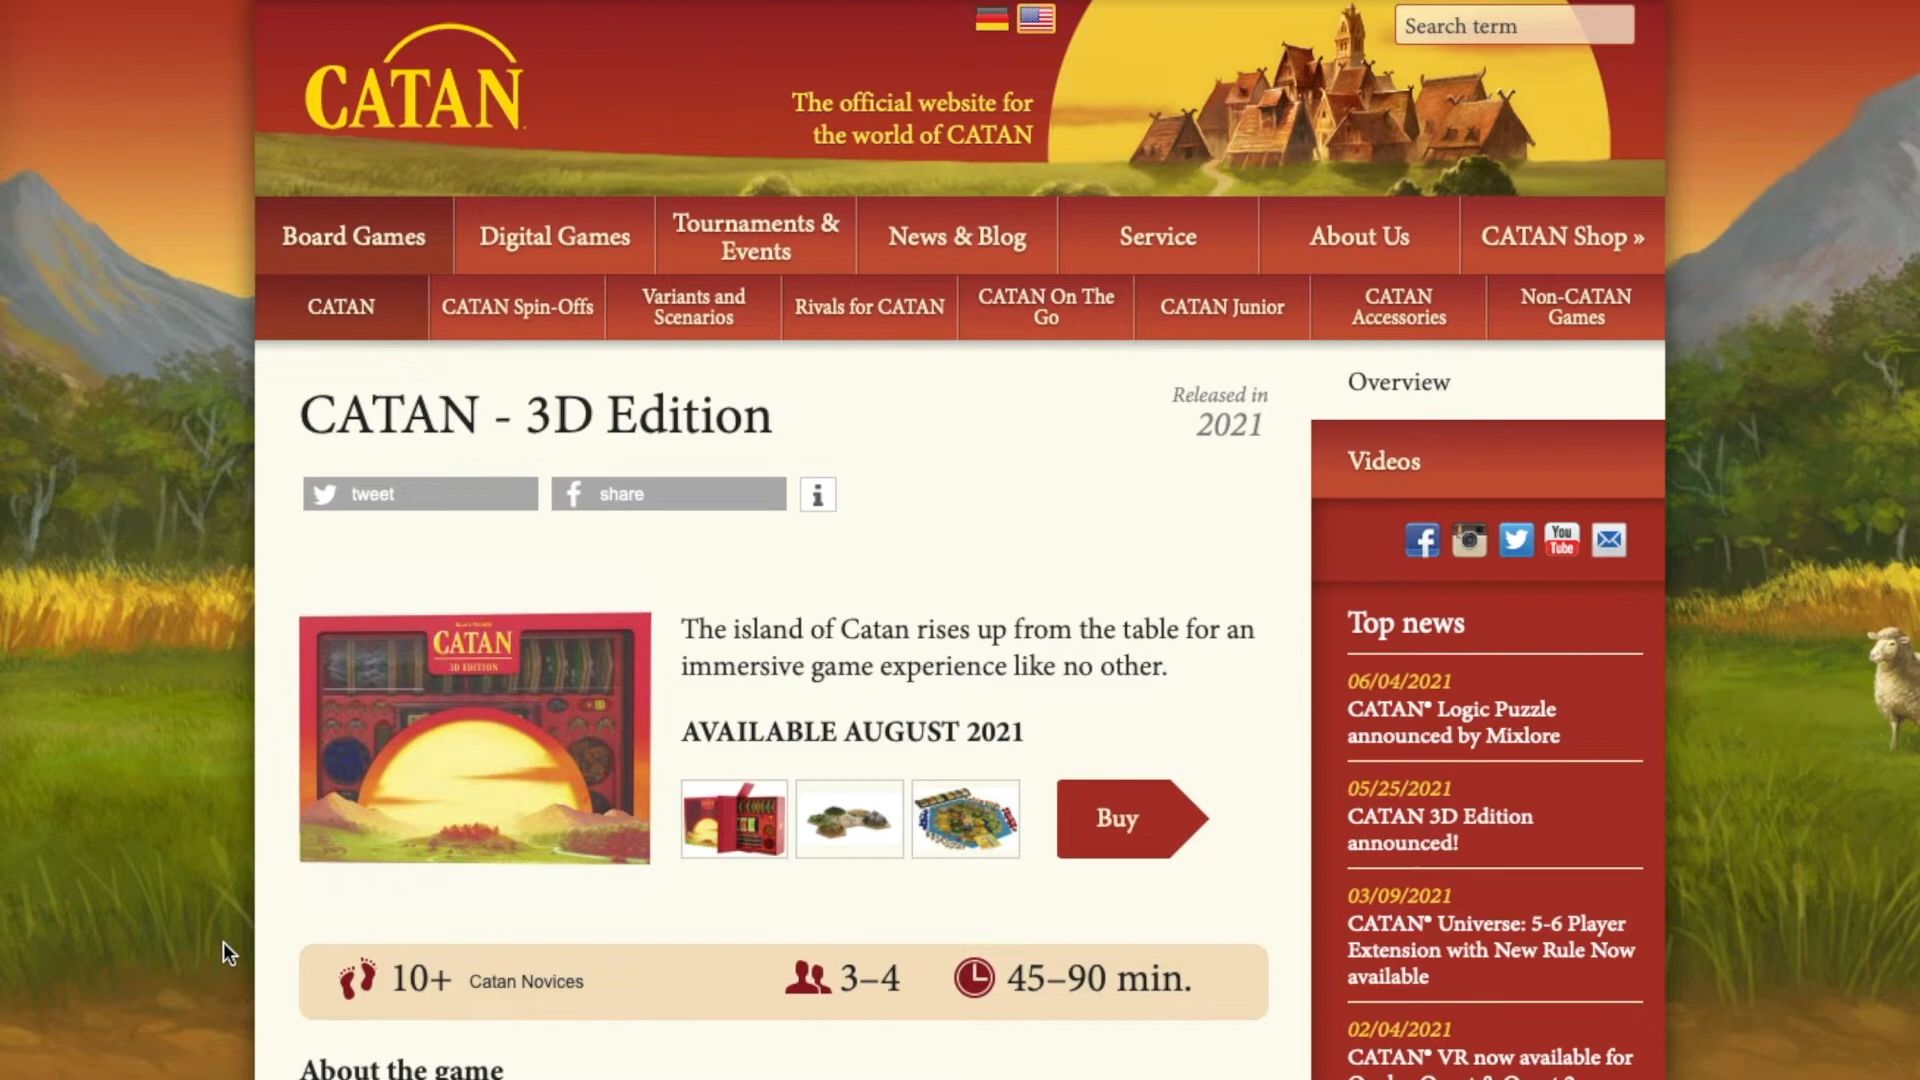 Search term
CATAN
The official website for
the world of CATAN
Board Games
Digital Games
Tournaments &
Events
News & Blog
Service
About Us
CATAN Shop »
CATAN
CATAN Spin-Offs
Variants and
Scenarios
Rivals for CATAN
CATAN On The
Go
CATAN Junior
CATAN
Accessories
Non-CATAN
Games
CATAN - 3D Edition
Released in
2021
tweet
share
i
CATAN
3D EDITION
The island of Catan rises up from the table for an
immersive game experience like no other.
AVAILABLE AUGUST 2021
CATAN
Buy
10+ Catan Novices
3–4
45–90 min.
About the game
Overview
Videos
You
Tube
Top news
06/04/2021
CATAN® Logic Puzzle
announced by Mixlore
05/25/2021
CATAN 3D Edition
announced!
03/09/2021
CATAN® Universe: 5-6 Player
Extension with New Rule Now
available
02/04/2021
CATAN® VR now available for